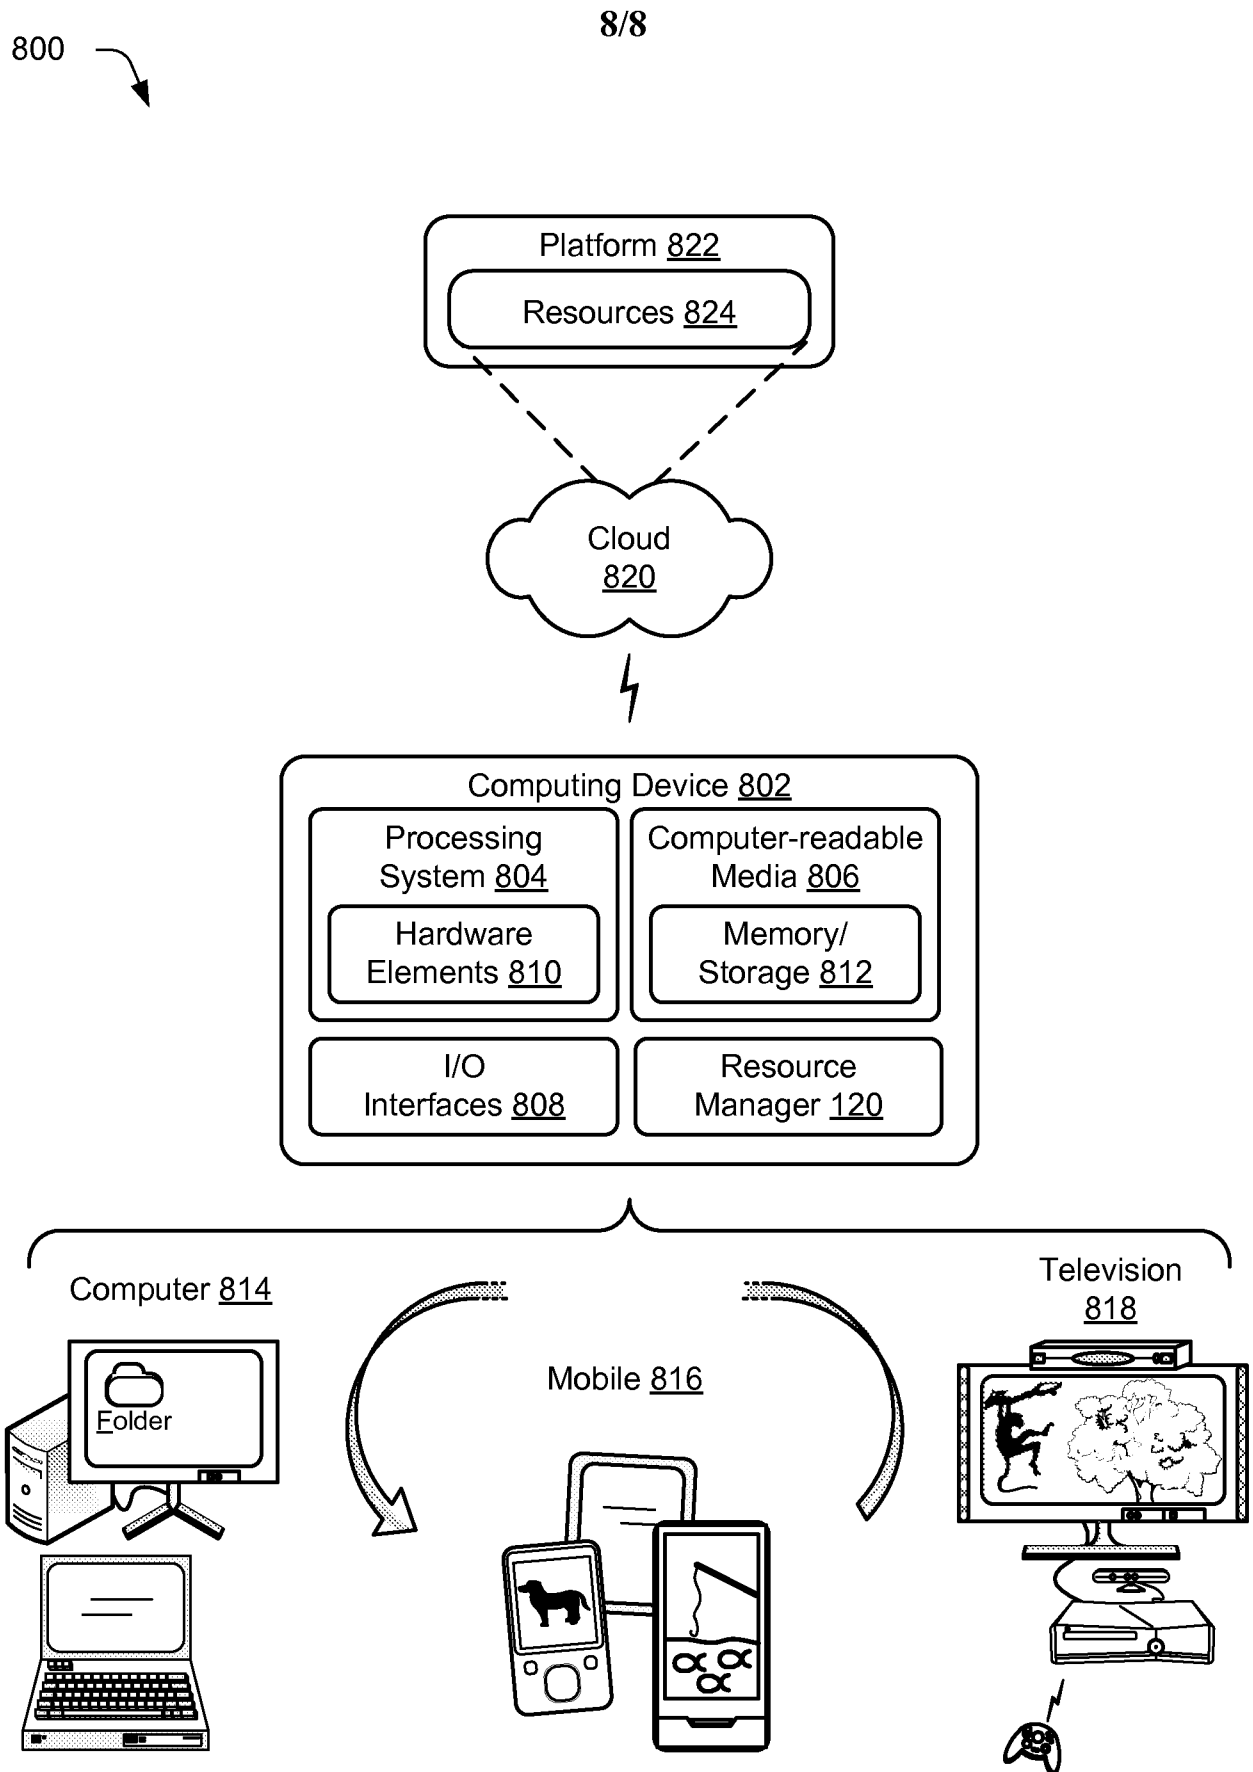 8/8
800
Platform 822
Resources 824
Cloud
820
Computing Device 802
Processing
System 804
Hardware
Elements 810
Computer-readable
Media 806
Memory/
Storage 812
I/O
Interfaces 808
Resource
Manager 120
Computer 814
Folder
Mobile 816
Television
818